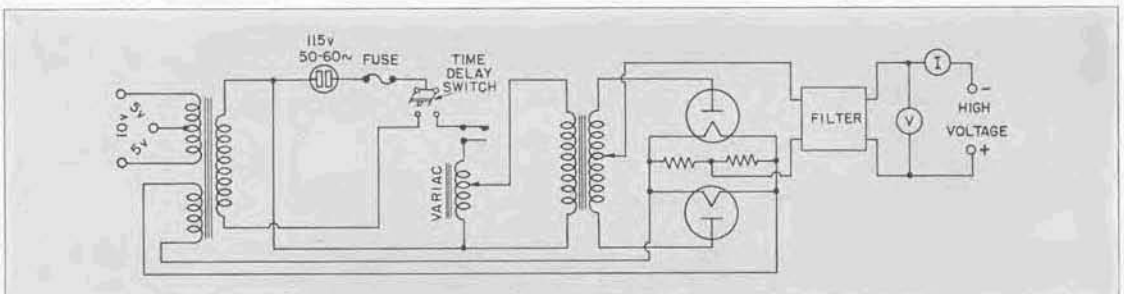 115v
50-60~ FUSE
TIME
DELAY
SWITCH
5v
10v
5v
VARIAC
FILTER
I
V
-
HIGH
VOLTAGE
+